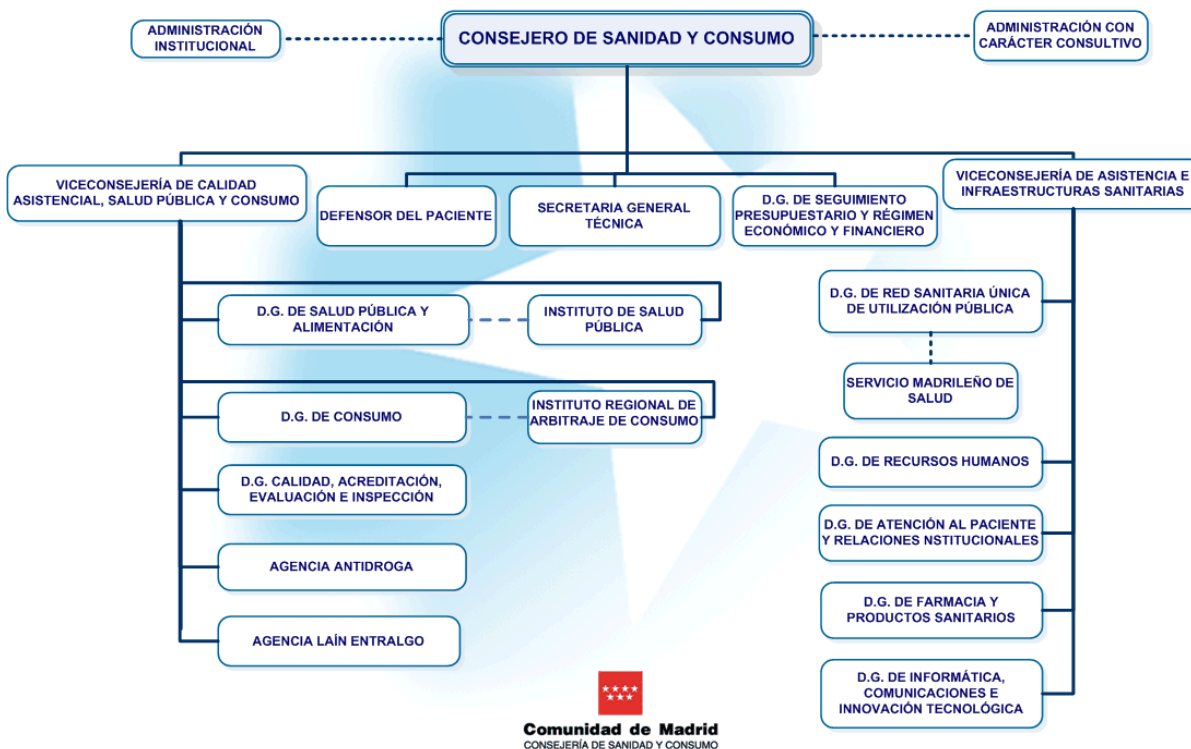 ADMINISTRACIÓN
INSTITUCIONAL
CONSEJERO DE SANIDAD Y CONSUMO
ADMINISTRACIÓN CON
CARÁCTER CONSULTIVO
VICECONSEJERÍA DE CALIDAD
ASISTENCIAL, SALUD PÚBLICA Y CONSUMO
DEFENSOR DEL PACIENTE
SECRETARIA GENERAL
TÉCNICA
D.G. DE SEGUIMIENTO
PRESUPUESTARIO Y RÉGIMEN
ECONÓMICO Y FINANCIERO
VICECONSEJERÍA DE ASISTENCIA E
INFRAESTRUCTURAS SANITARIAS
D.G. DE SALUD PÚBLICA Y
ALIMENTACIÓN
INSTITUTO DE SALUD
PÚBLICA
D.G. DE CONSUMO
INSTITUTO REGIONAL DE
ARBITRAJE DE CONSUMO
D.G. CALIDAD, ACREDITACIÓN,
EVALUACIÓN E INSPECCIÓN
AGENCIA ANTIDROGA
AGENCIA LAÍN ENTRALGO
D.G. DE RED SANITARIA ÚNICA
DE UTILIZACIÓN PÚBLICA
SERVICIO MADRILEÑO DE
SALUD
D.G. DE RECURSOS HUMANOS
D.G. DE ATENCIÓN AL PACIENTE
Y RELACIONES NSTITUCIONALES
D.G. DE FARMACIA Y
PRODUCTOS SANITARIOS
D.G. DE INFORMÁTICA,
COMUNICACIONES E
INNOVACIÓN TECNOLÓGICA
Comunidad de Madrid
CONSEJERÍA DE SANIDAD Y CONSUMO